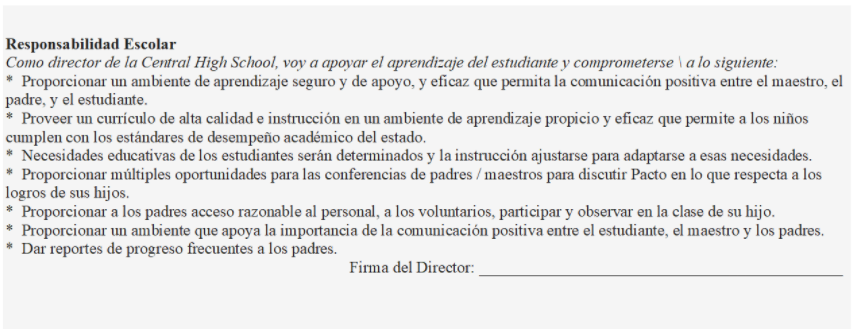 Responsabilidad Escolar
Como director de la Central High School, voy a apoyar el aprendizaje del estudiante y comprometerse \ a lo siguiente:
* Proporcionar un ambiente de aprendizaje seguro y de apoyo, y eficaz que permita la comunicación positiva entre el maestro, el
padre, y el estudiante.
* Proveer un currículo de alta calidad e instrucción en un ambiente de aprendizaje propicio y eficaz que permite a los niños
cumplen con los estándares de desempeño académico del estado.
* Necesidades educativas de los estudiantes serán determinados y la instrucción ajustarse para adaptarse a esas necesidades.
* Proporcionar múltiples oportunidades para las conferencias de padres / maestros para discutir Pacto en lo que respecta a los
logros de sus hijos.
* Proporcionar a los padres acceso razonable al personal, a los voluntarios, participar y observar en la clase de su hijo.
* Proporcionar un ambiente que apoya la importancia de la comunicación positiva entre el estudiante, el maestro y los padres.
* Dar reportes de progreso frecuentes a los padres.
Firma del Director: ______________________________